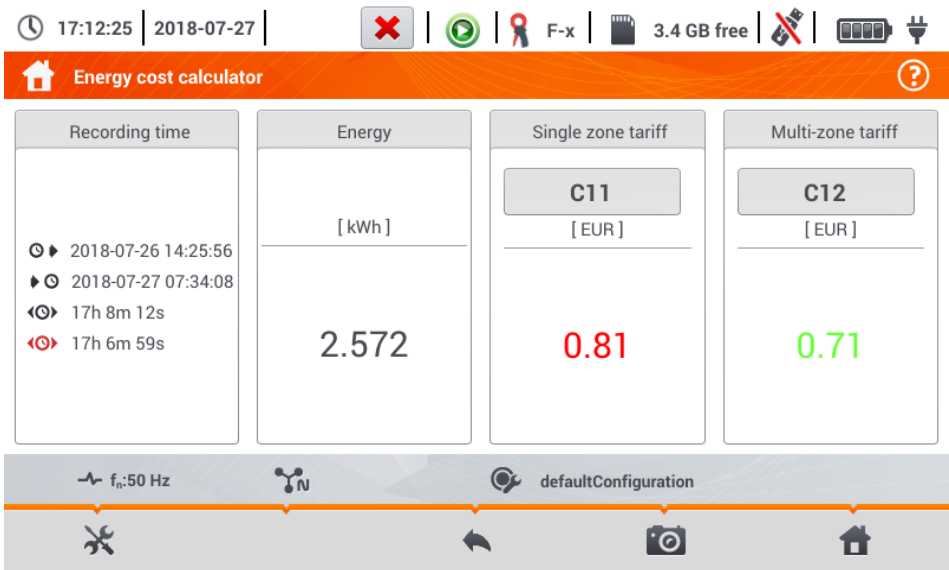 17:12:25 2018-07-27 F-x 3.4 GB free
Energy cost calculator ?
Recording time
2018-07-26 14:25:56
2018-07-27 07:34:08
17h 8m 12s
17h 6m 59s
Energy
[ kWh ]
2.572
Single zone tariff
C11
[ EUR ]
0.81
Multi-zone tariff
C12
[ EUR ]
0.71
fn:50 Hz N defaultConfiguration